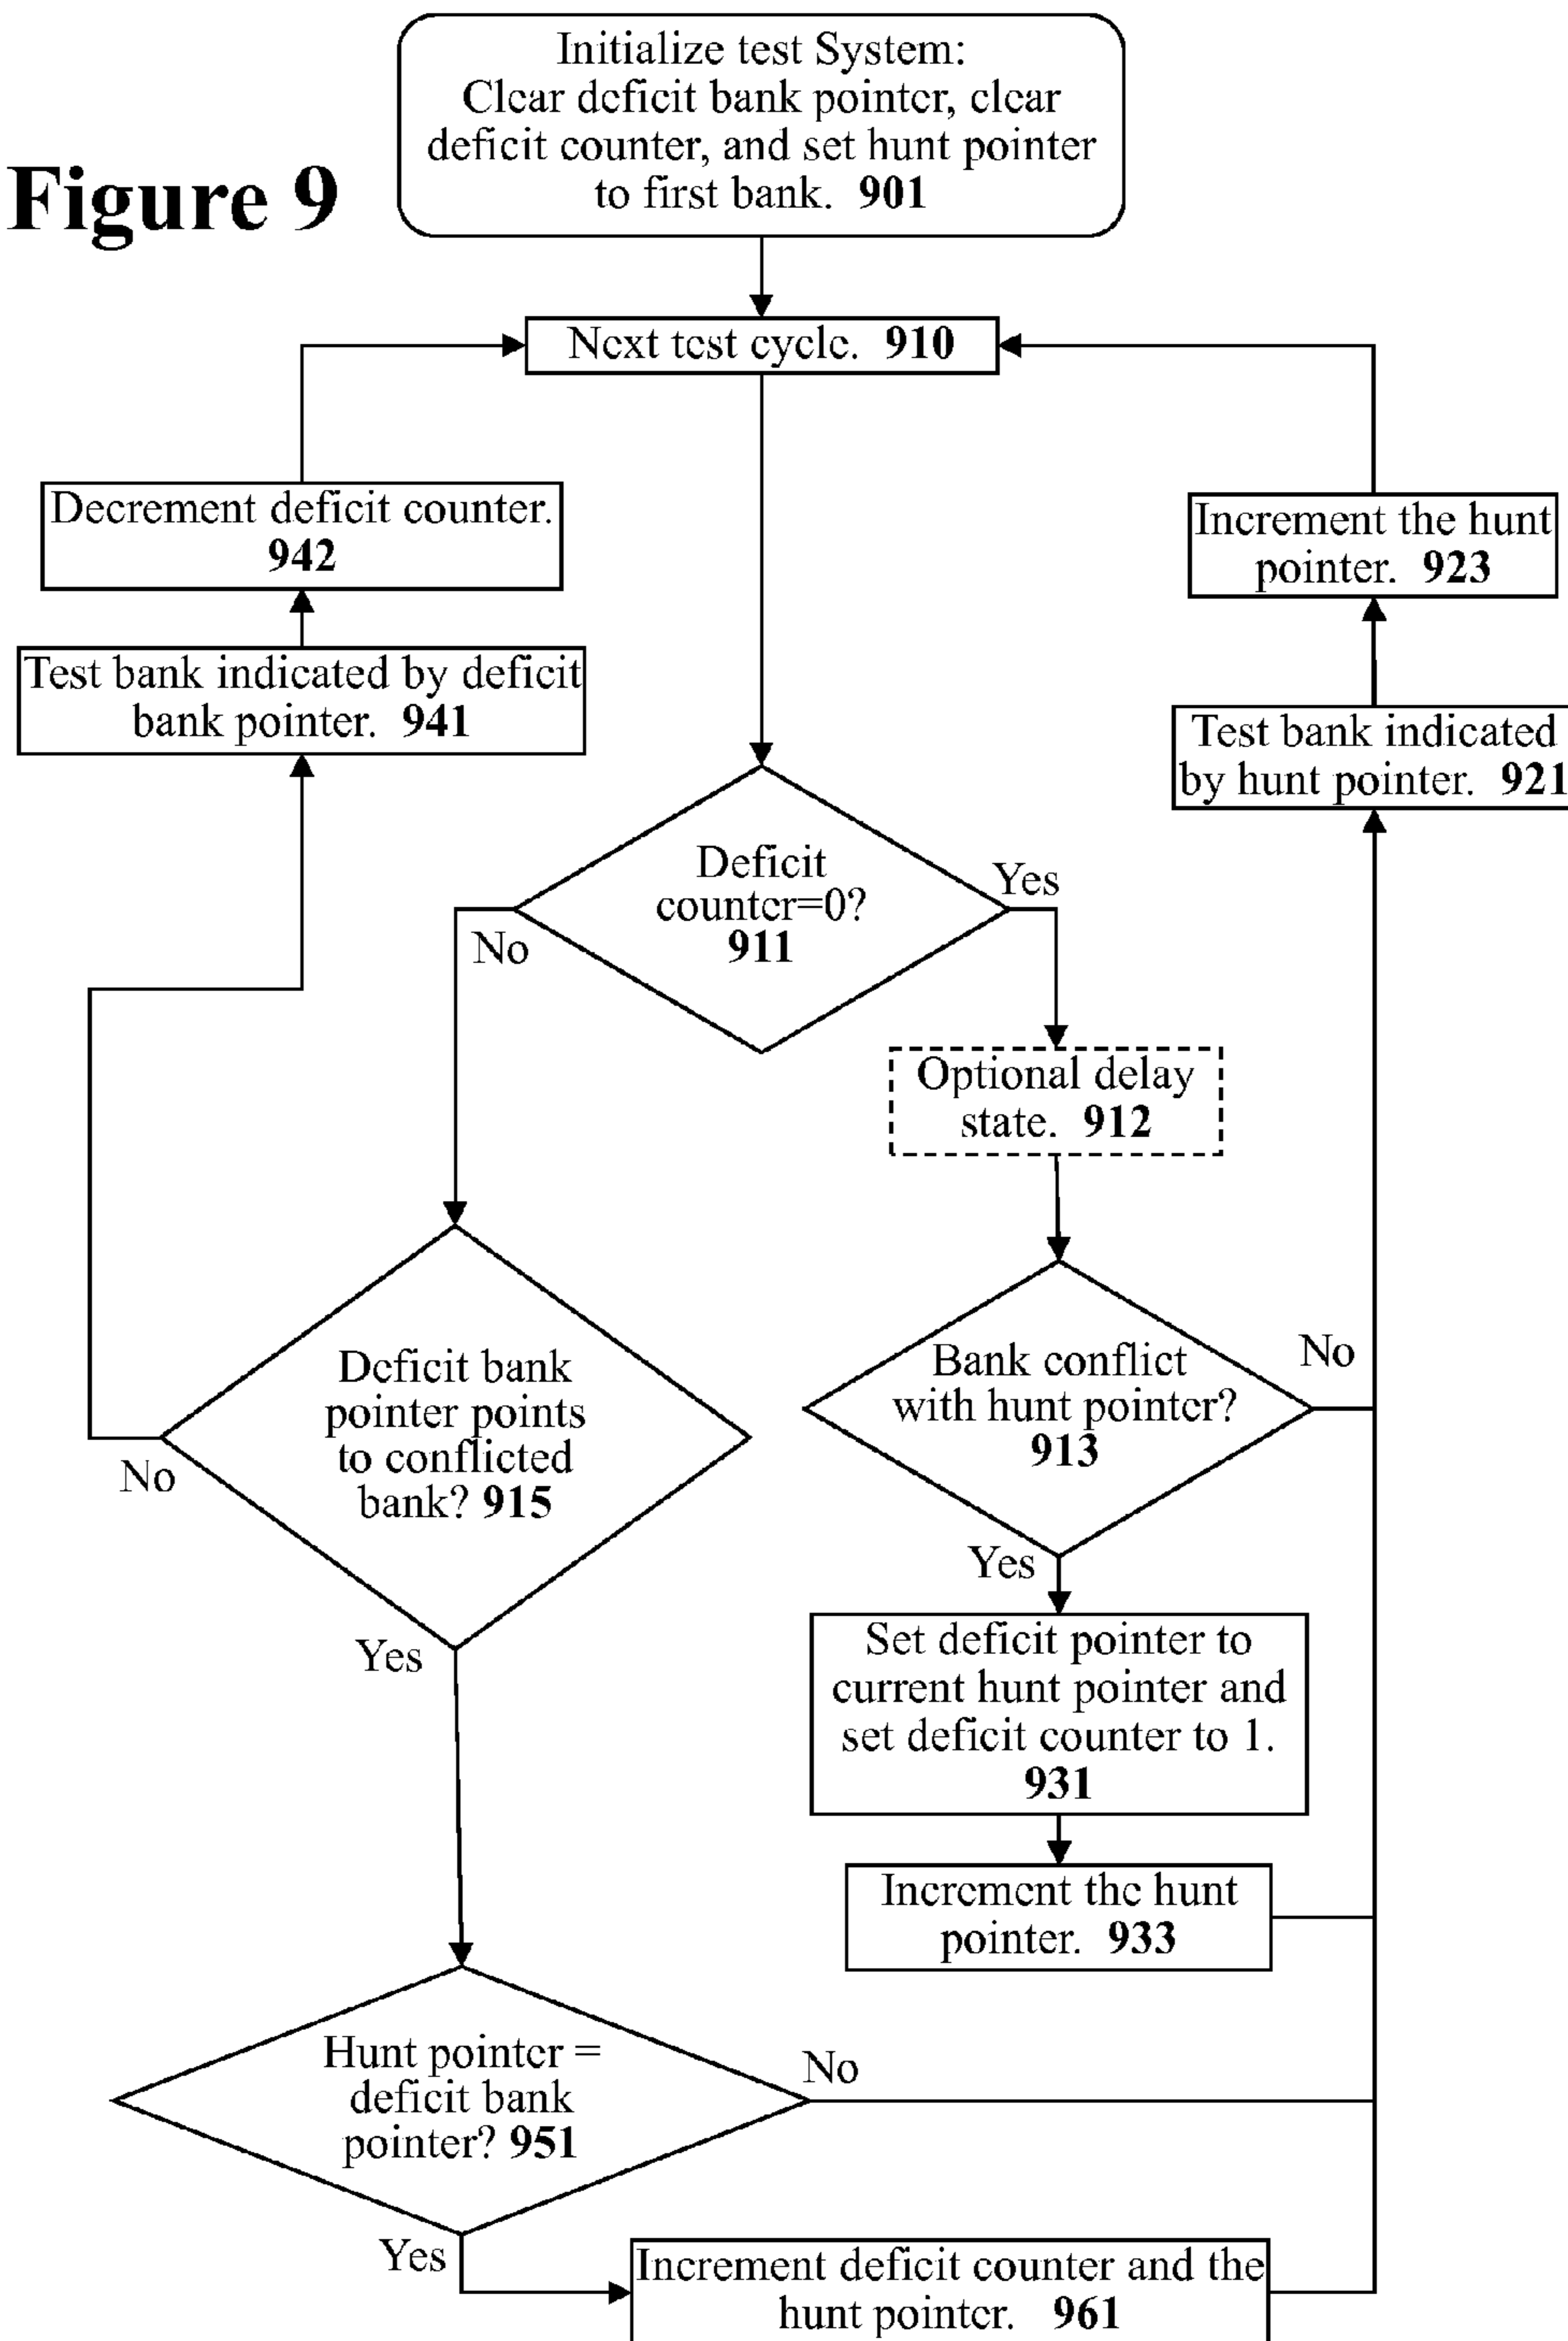 Figure 9
Initialize test System:
Clear deficit bank pointer, clear
deficit counter, and set hunt pointer
to first bank. 901
Next test cycle. 910
Decrement deficit counter.
942
Increment the hunt
pointer. 923
Test bank indicated by deficit
bank pointer. 941
Test bank indicated
by hunt pointer. 921
Deficit
counter=0?
911
Yes
No
Optional delay
state. 912
Deficit bank
pointer points
to conflicted
bank? 915
No
Yes
Bank conflict
with hunt pointer?
913
No
Yes
Set deficit pointer to
current hunt pointer and
set deficit counter to 1.
931
Increment the hunt
pointer. 933
Hunt pointer =
deficit bank
pointer? 951
No
Yes
Increment deficit counter and the
hunt pointer. 961